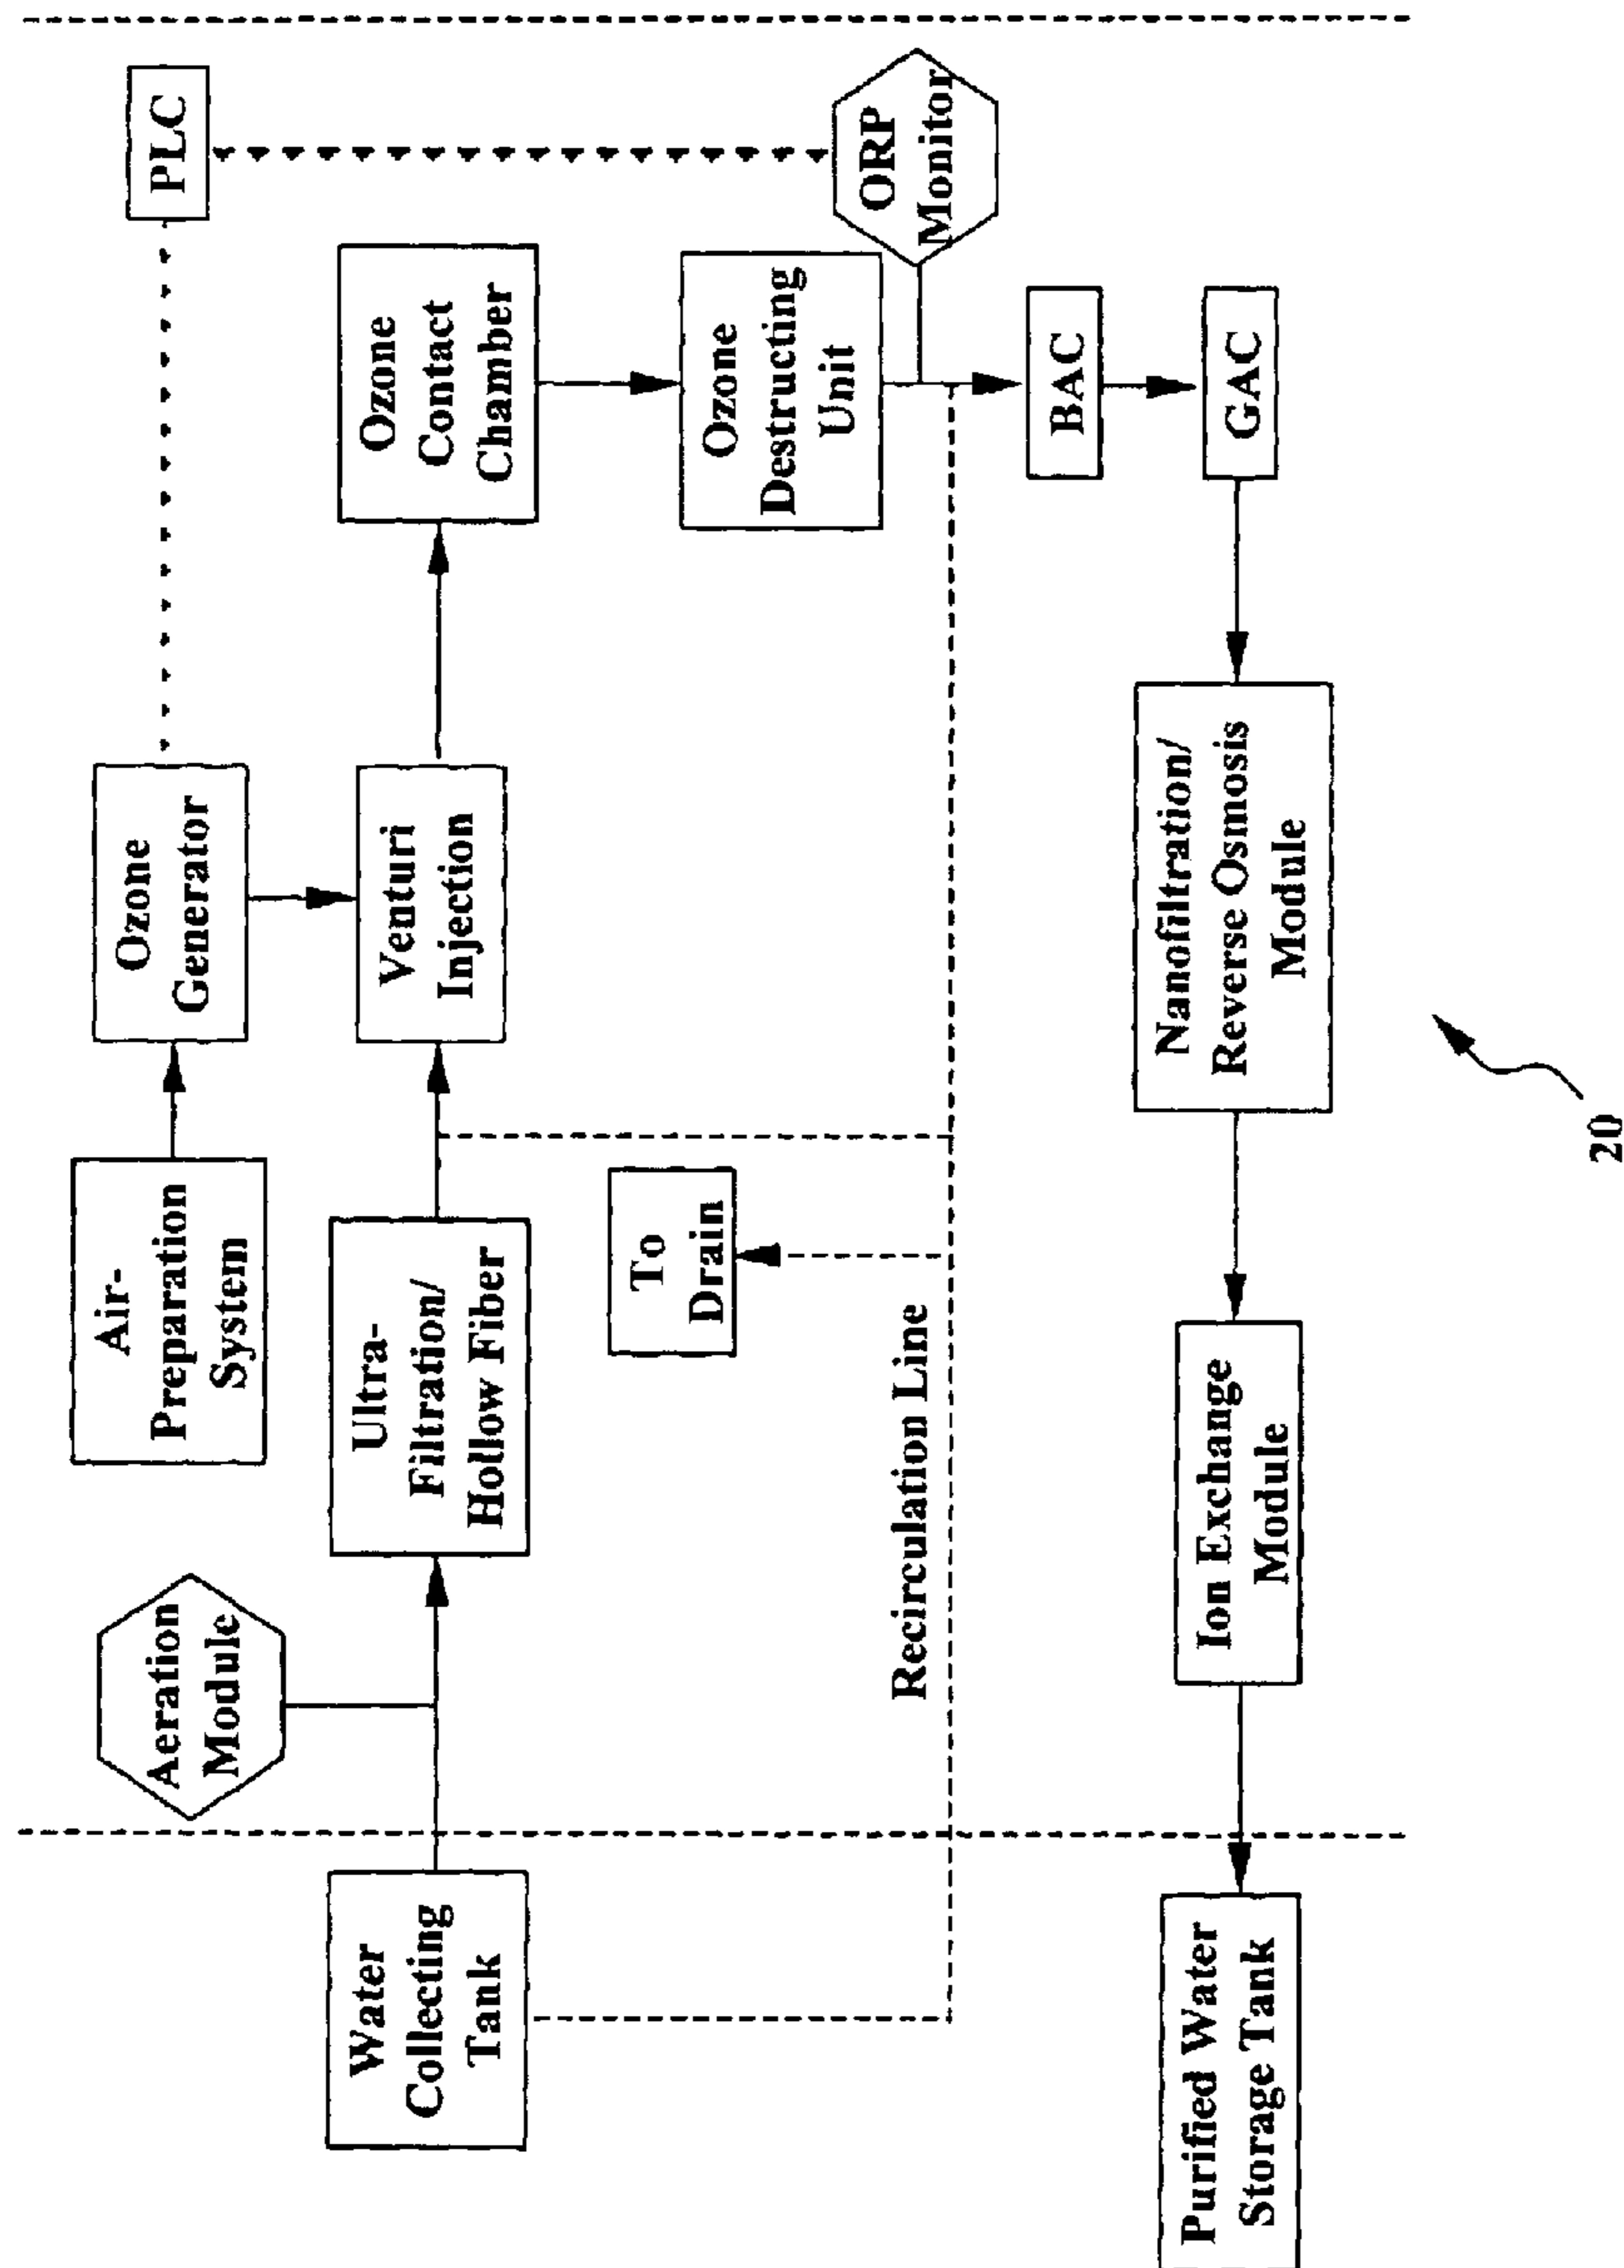 Air-
Preparation
System
Ozone
Generator
PLC
Aeration
Module
Water
Collecting
Tank
Ultra-
Filtration/
Hollow Fiber
Venturi
Injection
Ozone
Contact
Chamber
To
Drain
Ozone
Destructing
Unit
ORP
Monitor
Recirculation Line
BAC
GAC
Nanofiltration/
Reverse Osmosis
Module
Ion Exchange
Module
Purified Water
Storage Tank
20